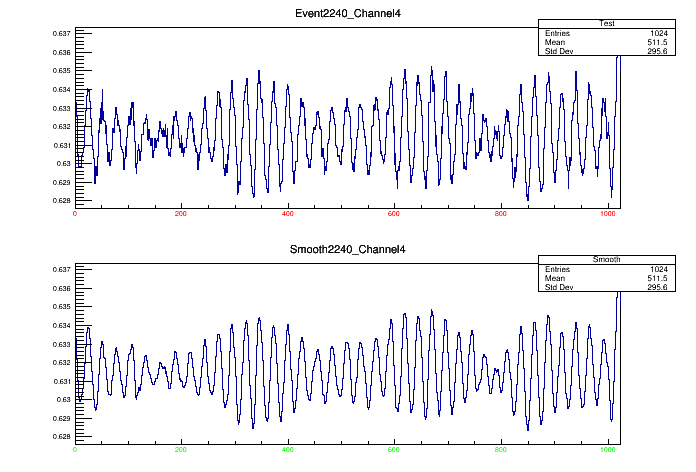 Event2240_Channel4
Test
Entries 1024
Mean 511.5
Std Dev 295.6
0.637
0.636
0.635
0.634
0.633
0.632
0.631
0.63
0.629
0.628
0 200 400 600 800 1000
Smooth2240_Channel4
Smooth
Entries 1024
Mean 511.5
Std Dev 295.6
0.637
0.636
0.635
0.634
0.633
0.632
0.631
0.63
0.629
0.628
0 200 400 600 800 1000